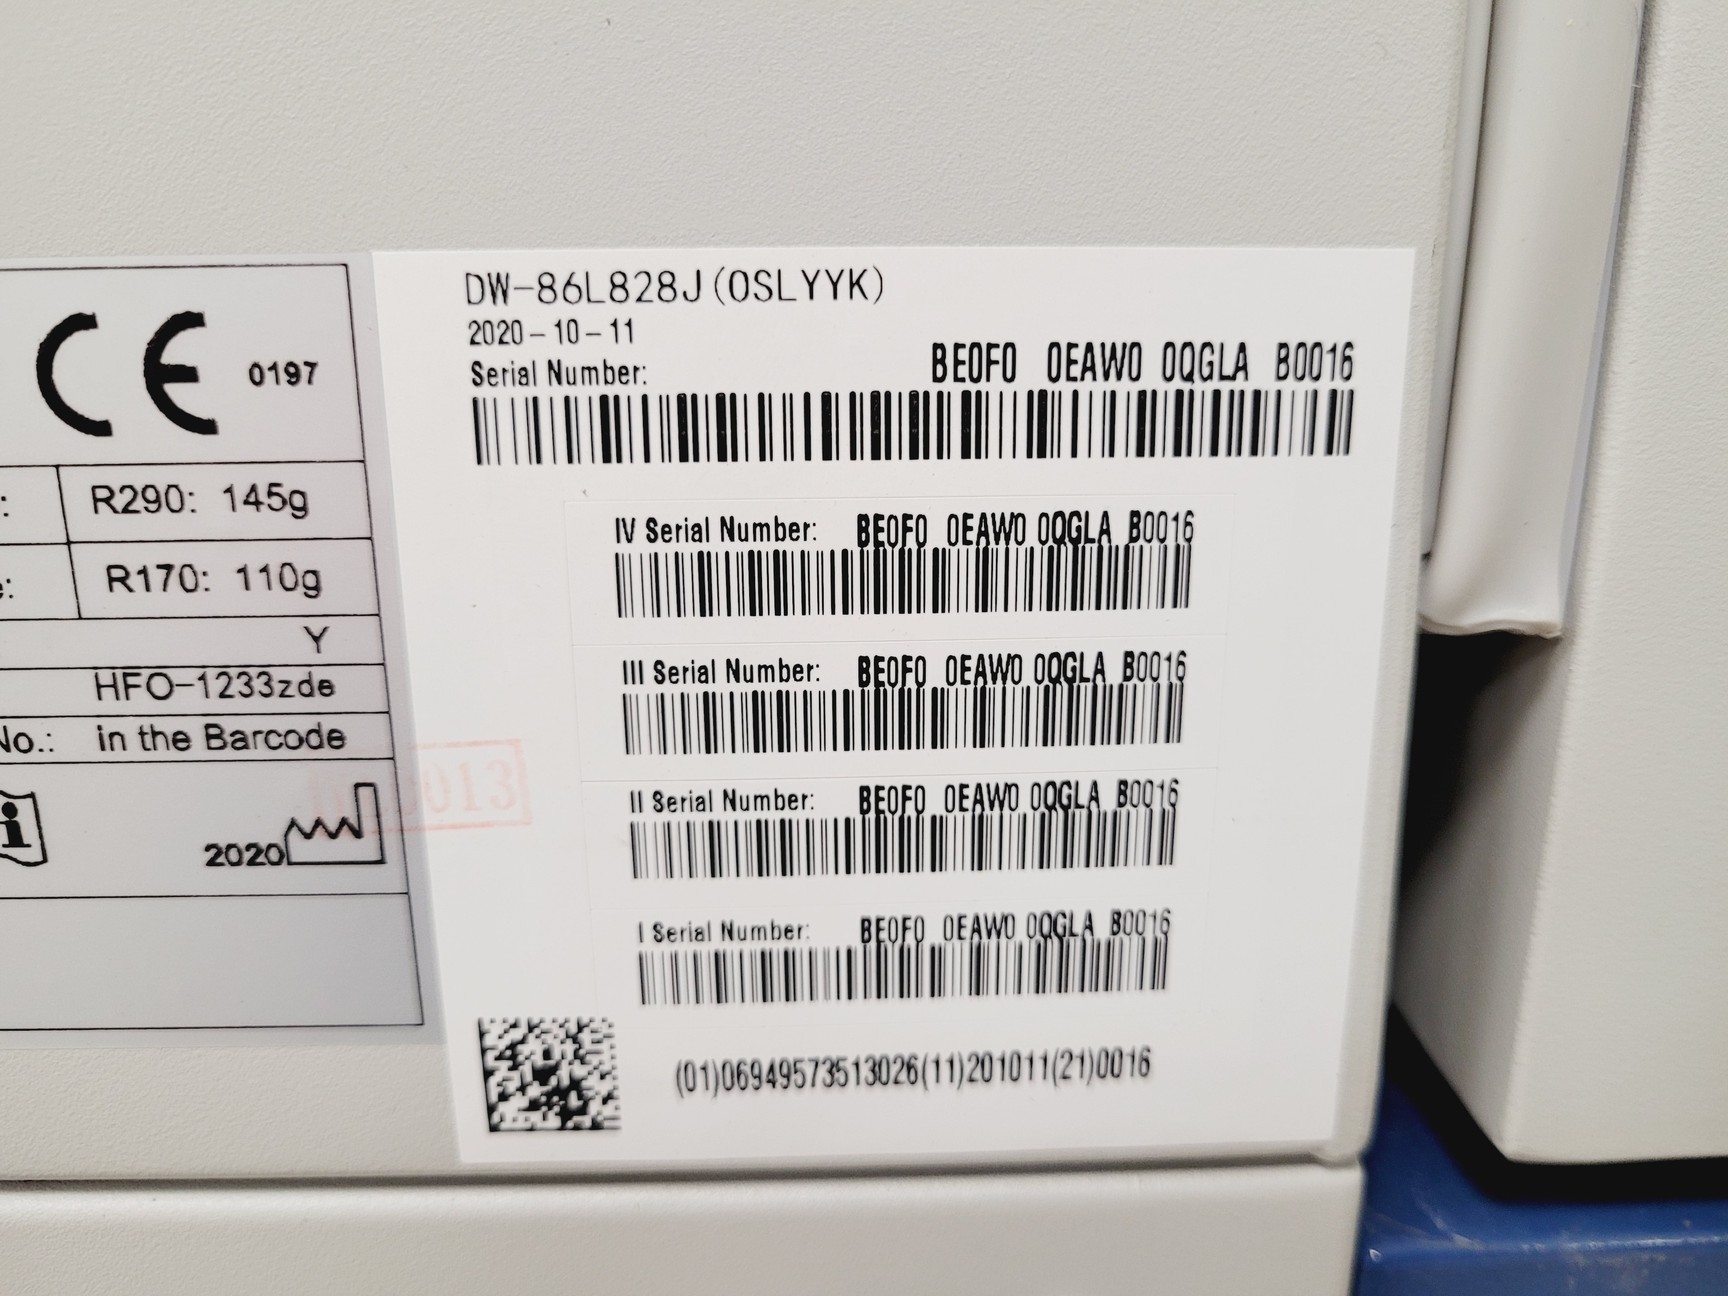 CE 0197
R290: 145g
R170: 110g
Y
HFO-1233zde
No.: in the Barcode
2020
DW-86L828J(OSLYYK)
2020-10-11
Serial Number: BE0F0 0EAW0 0QGLA B0016
IV Serial Number: BE0F0 0EAW0 0QGLA B0016
III Serial Number: BE0F0 0EAW0 0QGLA B0016
II Serial Number: BE0F0 0EAW0 0QGLA B0016
I Serial Number: BE0F0 0EAW0 0QGLA B0016
(01)06949573513026(11)201011(21)0016